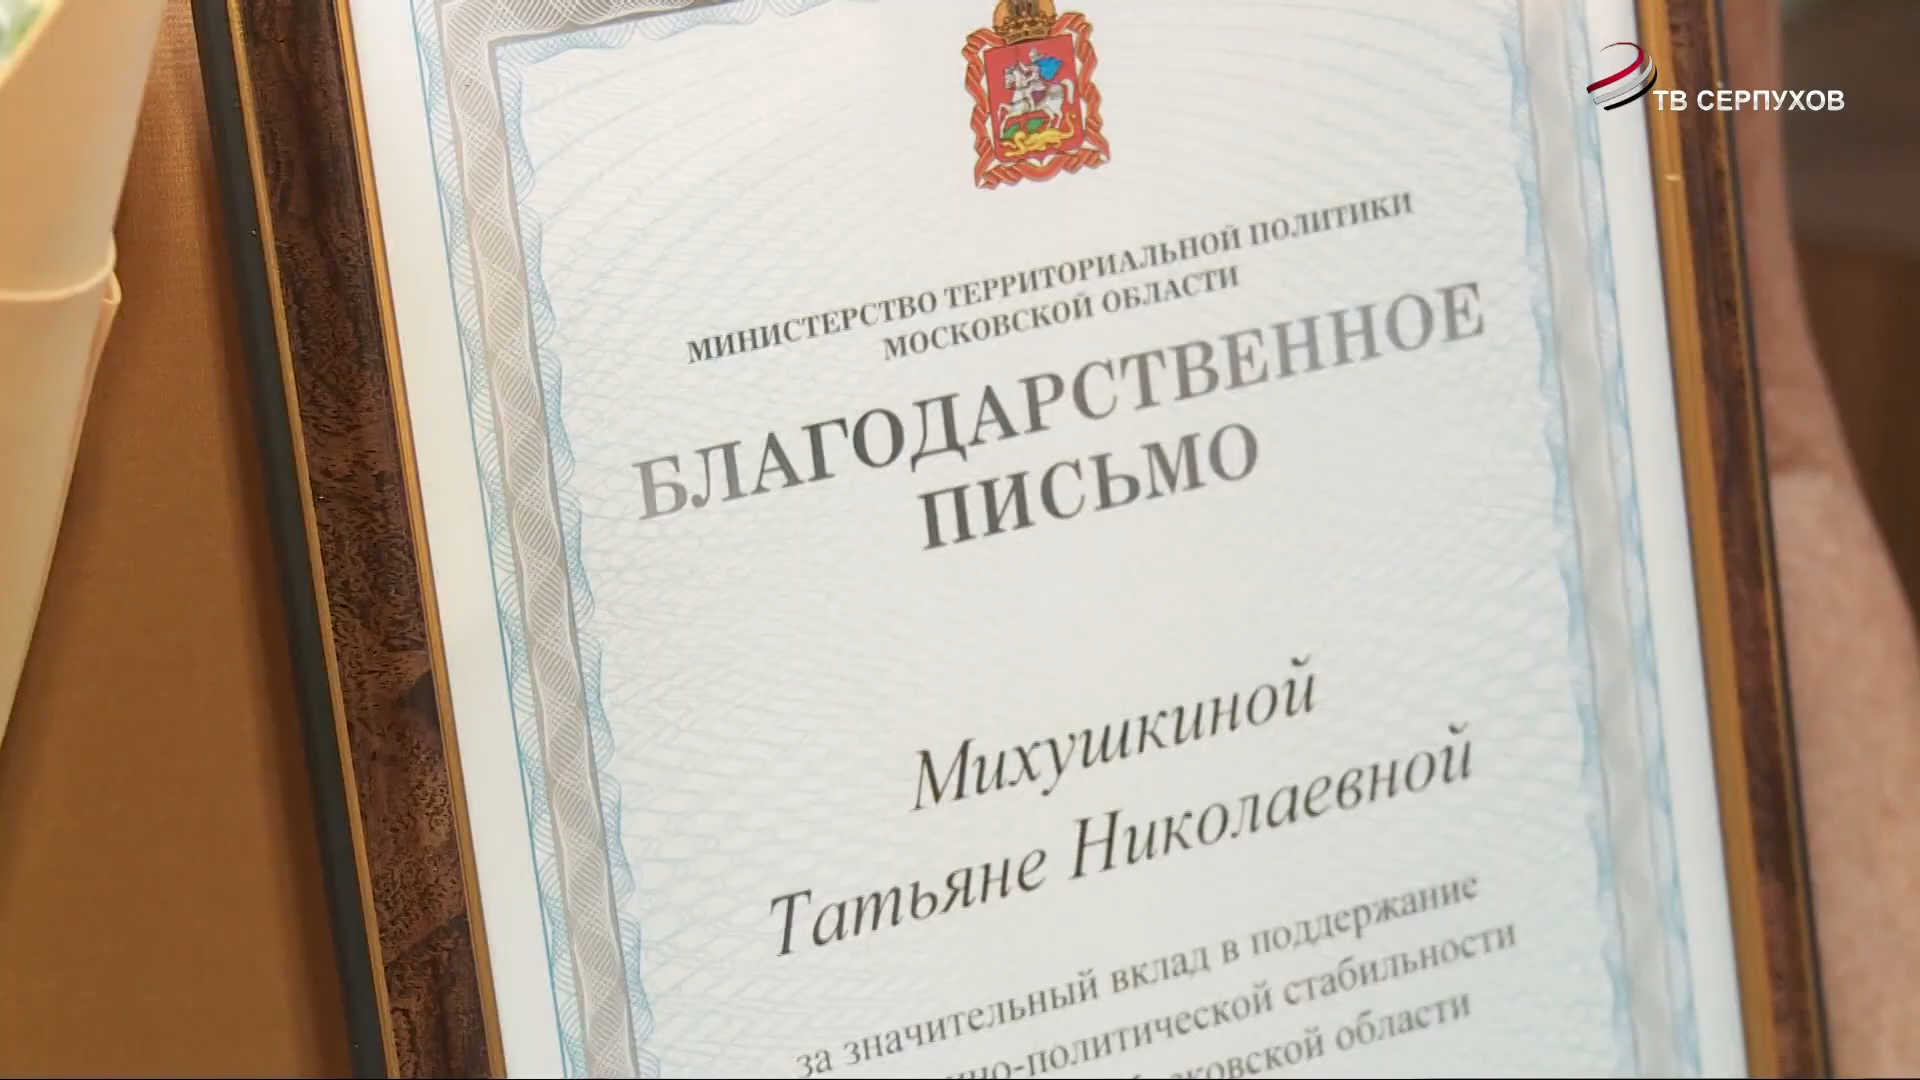 ТВ СЕРПУХОВ
МИНИСТЕРСТВО ТЕРРИТОРИАЛЬНОЙ ПОЛИТИКИ
МОСКОВСКОЙ ОБЛАСТИ
БЛАГОДАРСТВЕННОЕ
ПИСЬМО
Михушкиной
Татьяне Николаевной
за значительный вклад в поддержание
политической стабильности
области